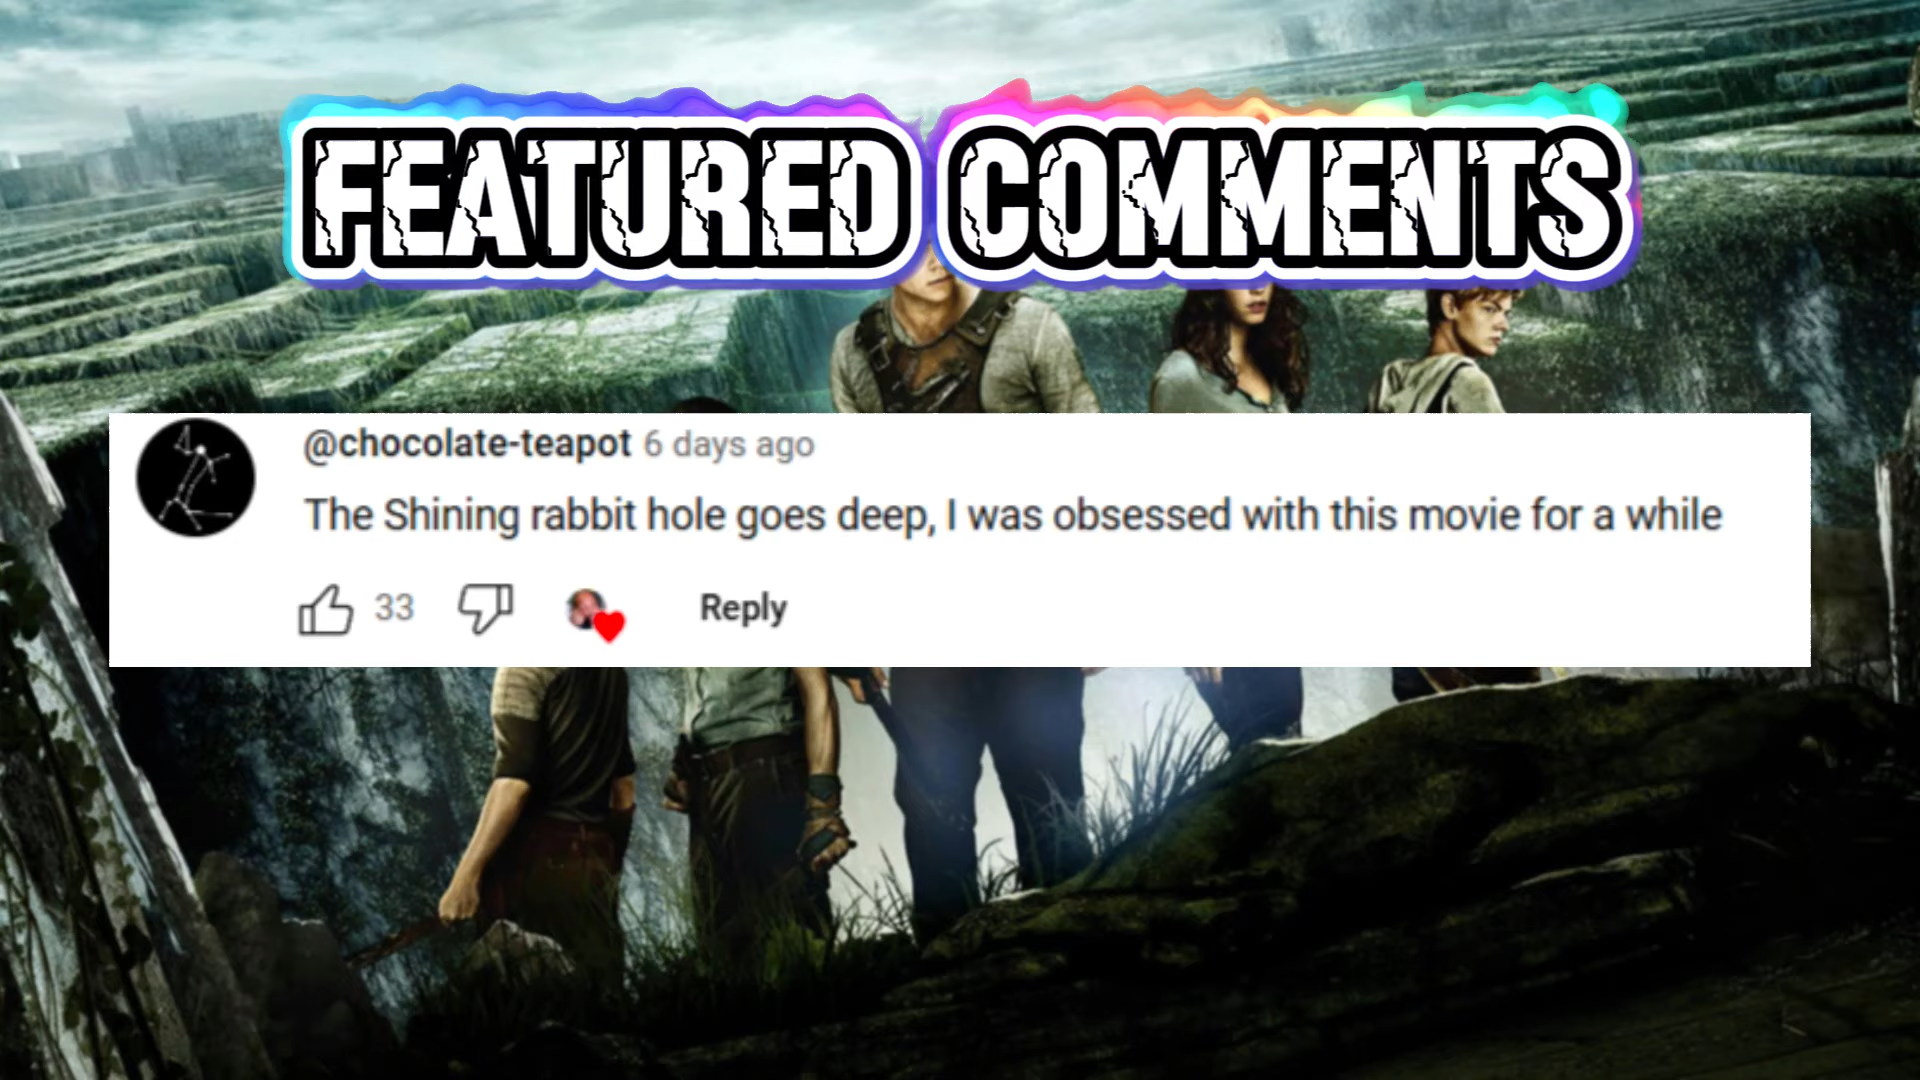 FEATURED COMMENTS
@chocolate-teapot 6 days ago
The Shining rabbit hole goes deep, I was obsessed with this movie for a while
33 Reply